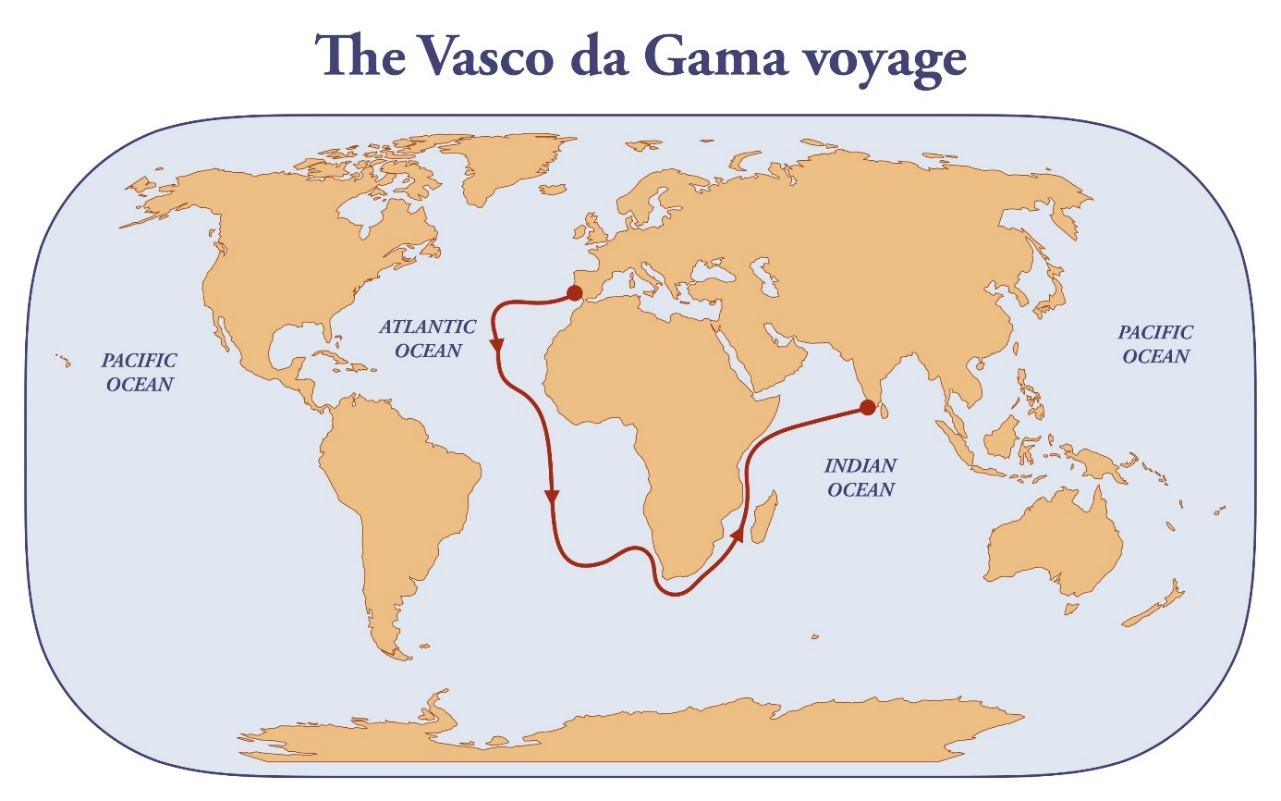 The Vasco da Gama voyage
ATLANTIC
OCEAN
PACIFIC
OCEAN
PACIFIC
OCEAN
INDIAN
OCEAN